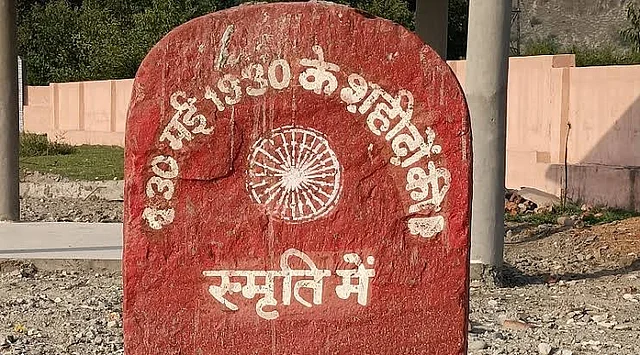 30 मई 1930 के शहीदों की
स्मृति में